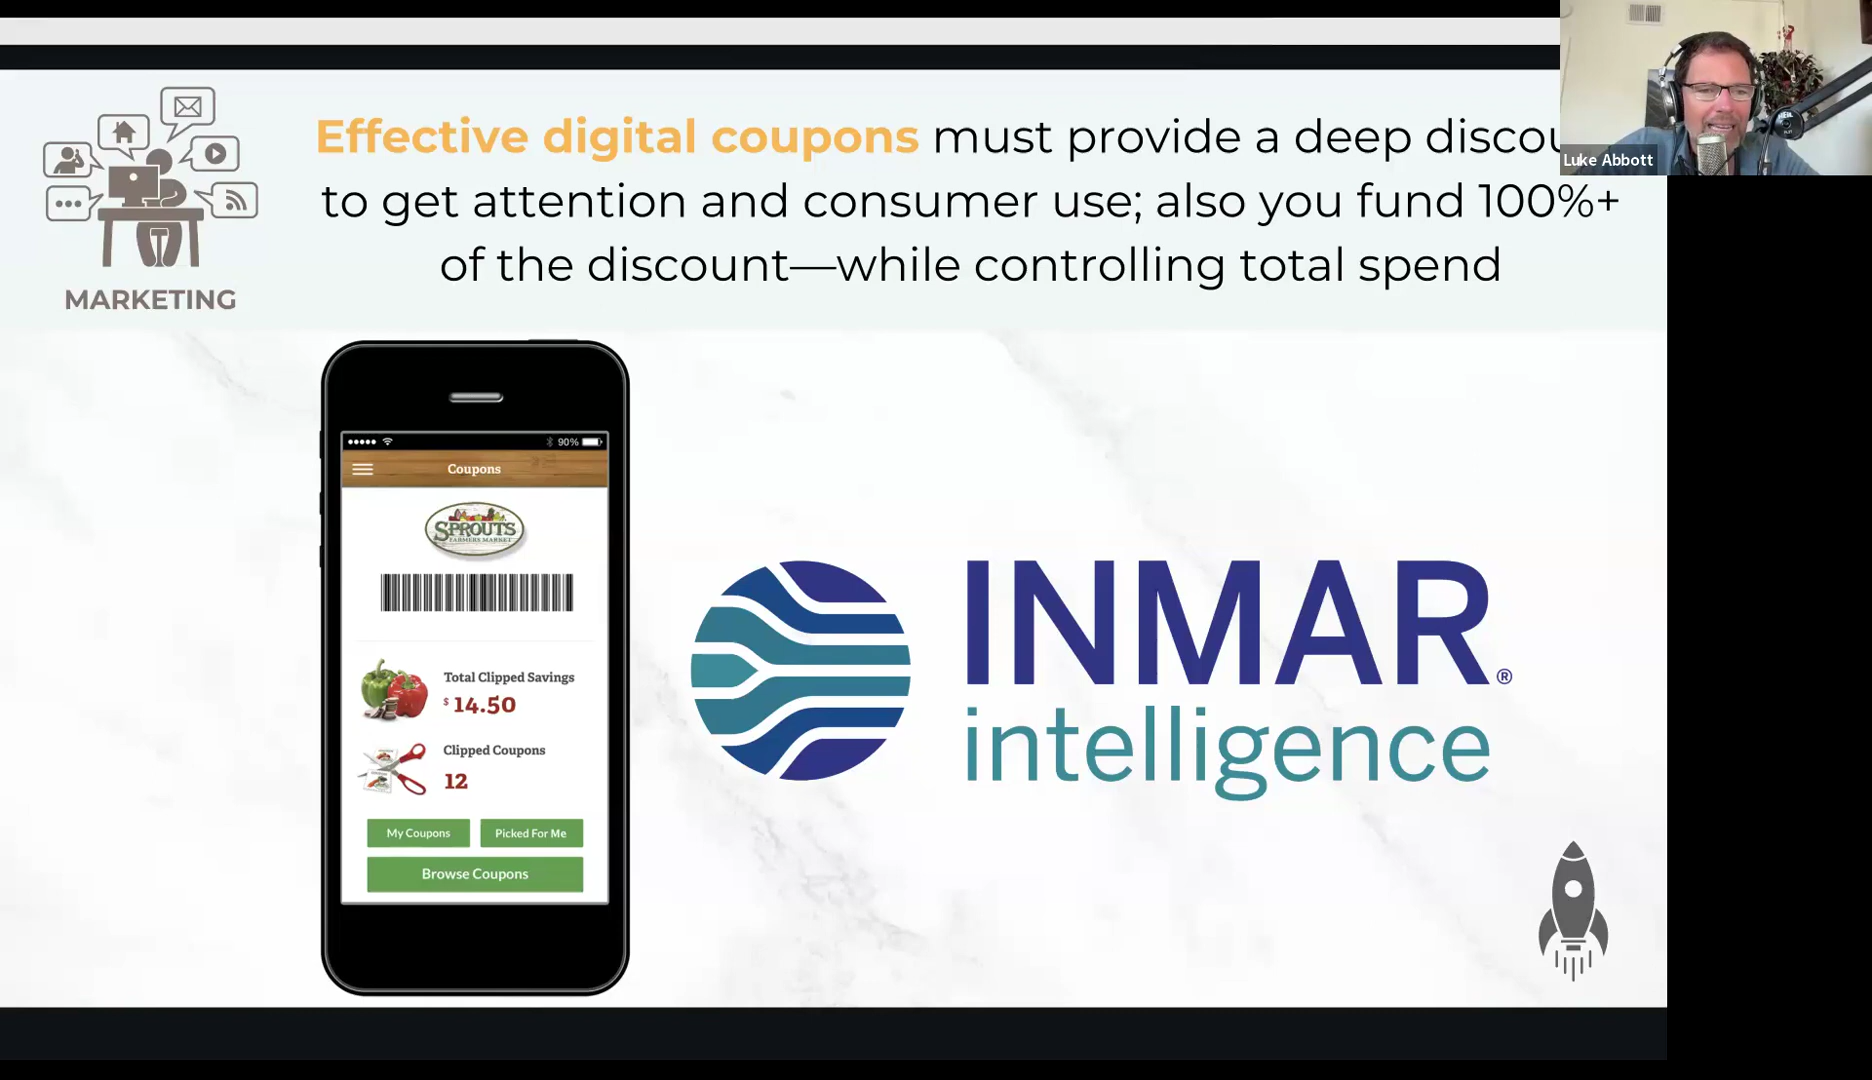 Effective digital coupons must provide a deep discou
to get attention and consumer use; also you fund 100%+
of the discount—while controlling total spend
Luke Abbott
MARKETING
90%
Coupons
SPROUTS
FARMERS MARKET
Total Clipped Savings
$ 14.50
Clipped Coupons
12
My Coupons
Picked For Me
Browse Coupons
INMAR®
intelligence